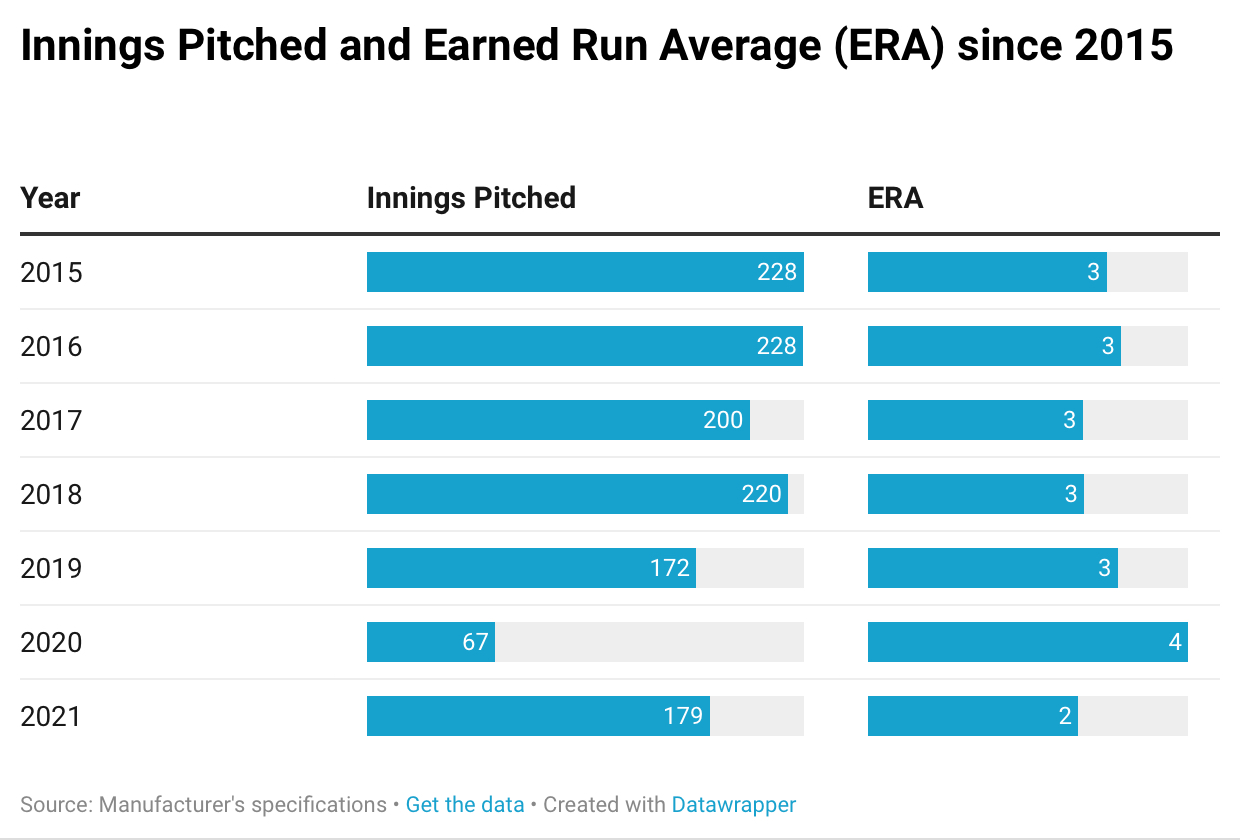 Innings Pitched and Earned Run Average (ERA) since 2015
Year Innings Pitched ERA
2015 228 3
2016 228 3
2017 200 3
2018 220 3
2019 172 3
2020 67 4
2021 179 2
Source: Manufacturer's specifications • Get the data • Created with Datawrapper